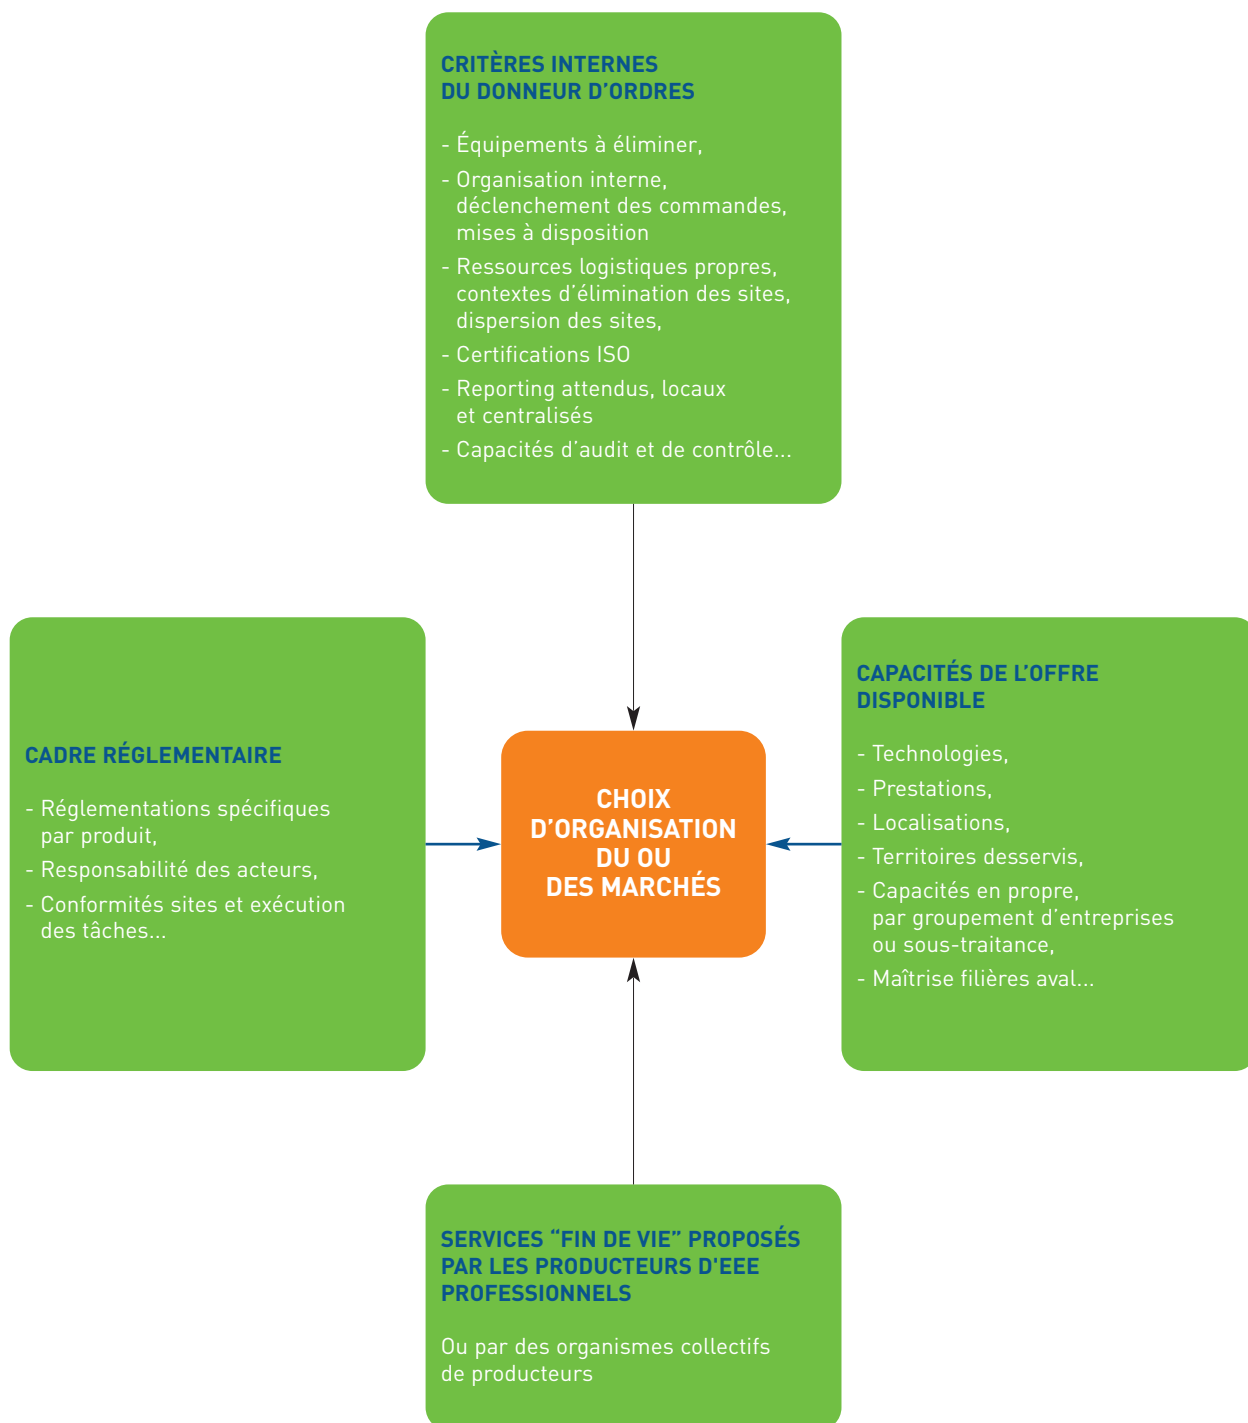 CRITÈRES INTERNES
DU DONNEUR D’ORDRES
- Équipements à éliminer,
- Organisation interne,
déclenchement des commandes,
mises à disposition
- Ressources logistiques propres,
contextes d’élimination des sites,
dispersion des sites,
- Certifications ISO
- Reporting attendus, locaux
et centralisés
- Capacités d’audit et de contrôle...
CADRE RÉGLEMENTAIRE
- Réglementations spécifiques
par produit,
- Responsabilité des acteurs,
- Conformités sites et exécution
des tâches...
CHOIX
D’ORGANISATION
DU OU
DES MARCHÉS
CAPACITÉS DE L’OFFRE
DISPONIBLE
- Technologies,
- Prestations,
- Localisations,
- Territoires desservis,
- Capacités en propre,
par groupement d’entreprises
ou sous-traitance,
- Maîtrise filières aval...
SERVICES “FIN DE VIE” PROPOSÉS
PAR LES PRODUCTEURS D'EEE
PROFESSIONNELS
Ou par des organismes collectifs
de producteurs